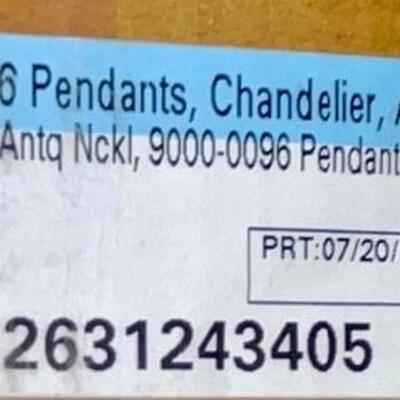 6 Pendants, Chandelier,
Antq Nckl, 9000-0096 Pendant
PRT:07/20/
2631243405